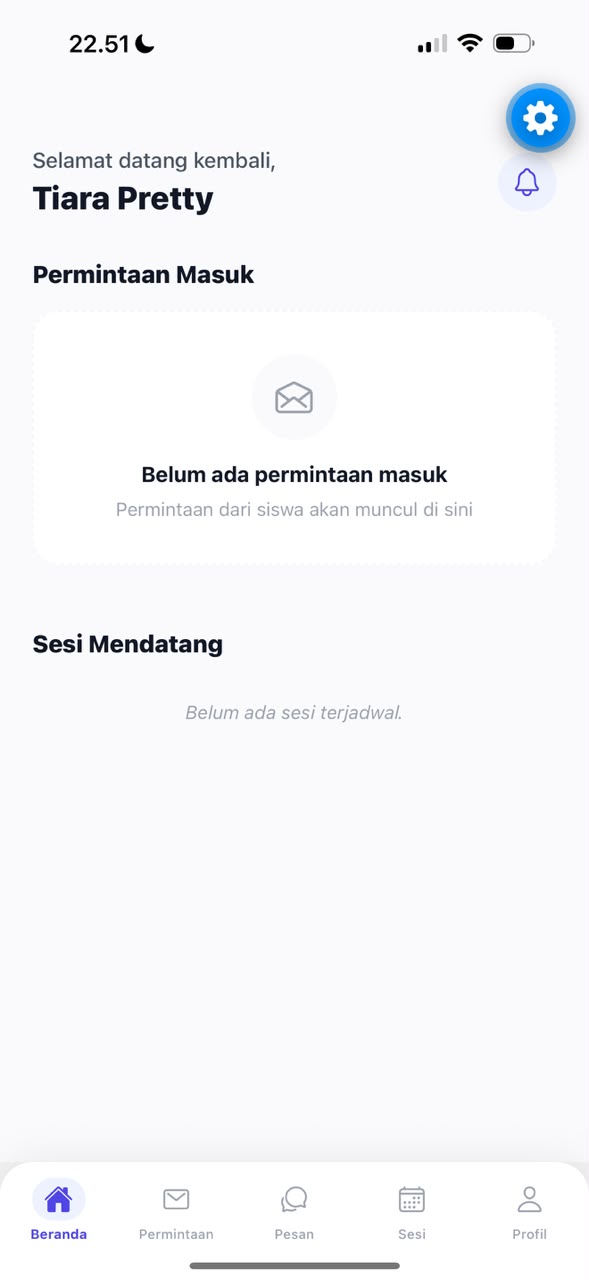 22.51
Selamat datang kembali,
Tiara Pretty
Permintaan Masuk
Belum ada permintaan masuk
Permintaan dari siswa akan muncul di sini
Sesi Mendatang
Belum ada sesi terjadwal.
Beranda
Permintaan
Pesan
Sesi
Profil